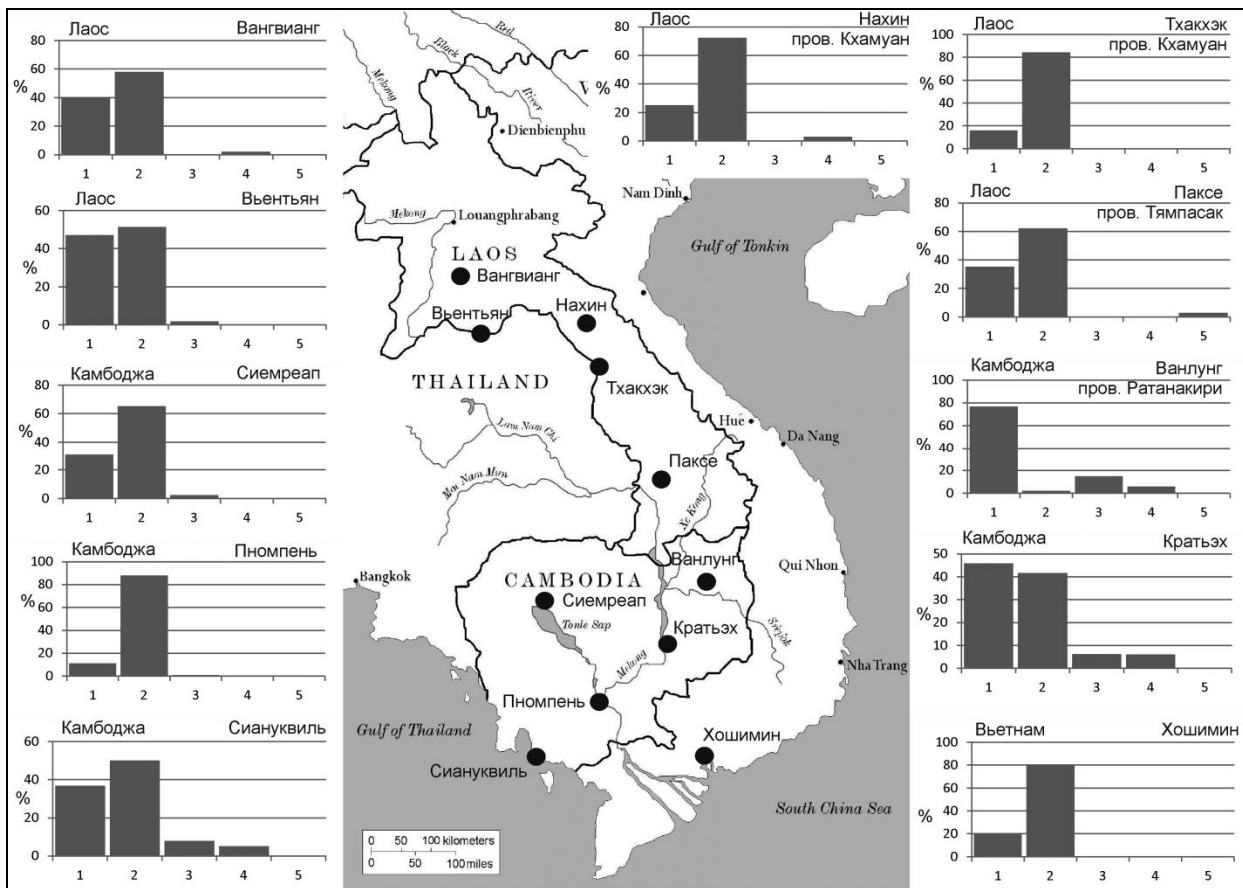 Лаос Вангвианг
80
60
%
40
20
0
1 2 3 4 5
Лаос Вьентьян
60
40
%
20
0
1 2 3 4 5
Камбоджа Сиемреап
80
60
%
40
20
0
1 2 3 4 5
Камбоджа Пномпень
100
80
%
60
40
20
0
1 2 3 4 5
Камбоджа Сиануквиль
60
40
%
20
0
1 2 3 4 5
Red
Black
River
V
Mekong
Dienbienphu
Nam Dinh
Mekong
Louangphrabang
Gulf of Tonkin
LAOS
Вангвианг
Вьентьян
Нахин
THAILAND
Тхакхэк
Lam Nam Chi
Hué
Da Nang
Паксе
Mae Nam Mun
Xe Kong
Ванлунг
Qui Nhon
Bangkok
CAMBODIA
Сиемреап
Tonle Sap
Кратьэх
Srepok
Mekong
Nha Trang
Пномпень
Gulf of Thailand
Хошимин
Сиануквиль
South China Sea
0 50 100 kilometers
0 50 100 miles
Лаос Нахин
пров. Кхамуан
80
60
%
40
20
0
1 2 3 4 5
Лаос Тхакхэк
пров. Кхамуан
100
80
%
60
40
20
0
1 2 3 4 5
Лаос Паксе
пров. Тямпасак
80
60
%
40
20
0
1 2 3 4 5
Камбоджа Ванлунг
пров. Ратанакири
100
80
60
%
40
20
0
1 2 3 4 5
Камбоджа Кратьэх
50
40
30
%
20
10
0
1 2 3 4 5
Вьетнам Хошимин
100
80
60
%
40
20
0
1 2 3 4 5